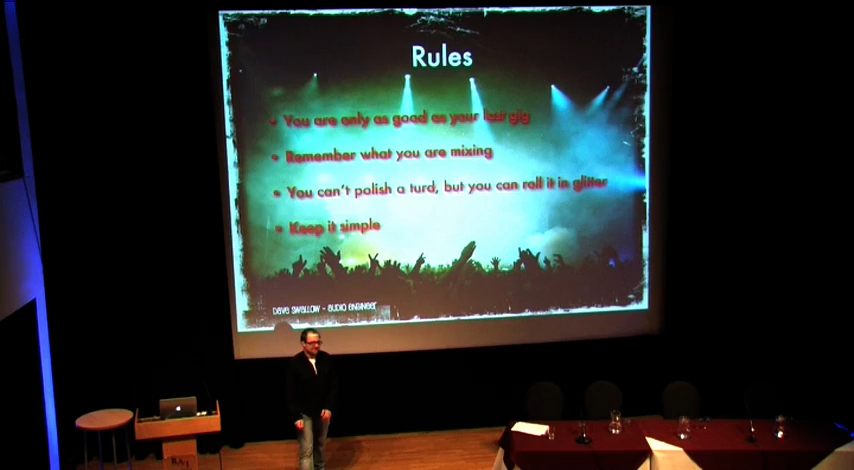 Rules
• You are only as good as your last gig
• Remember what you are mixing
• You can't polish a turd, but you can roll it in glitter
• Keep it simple
Dave Swallow - Audio Engineer